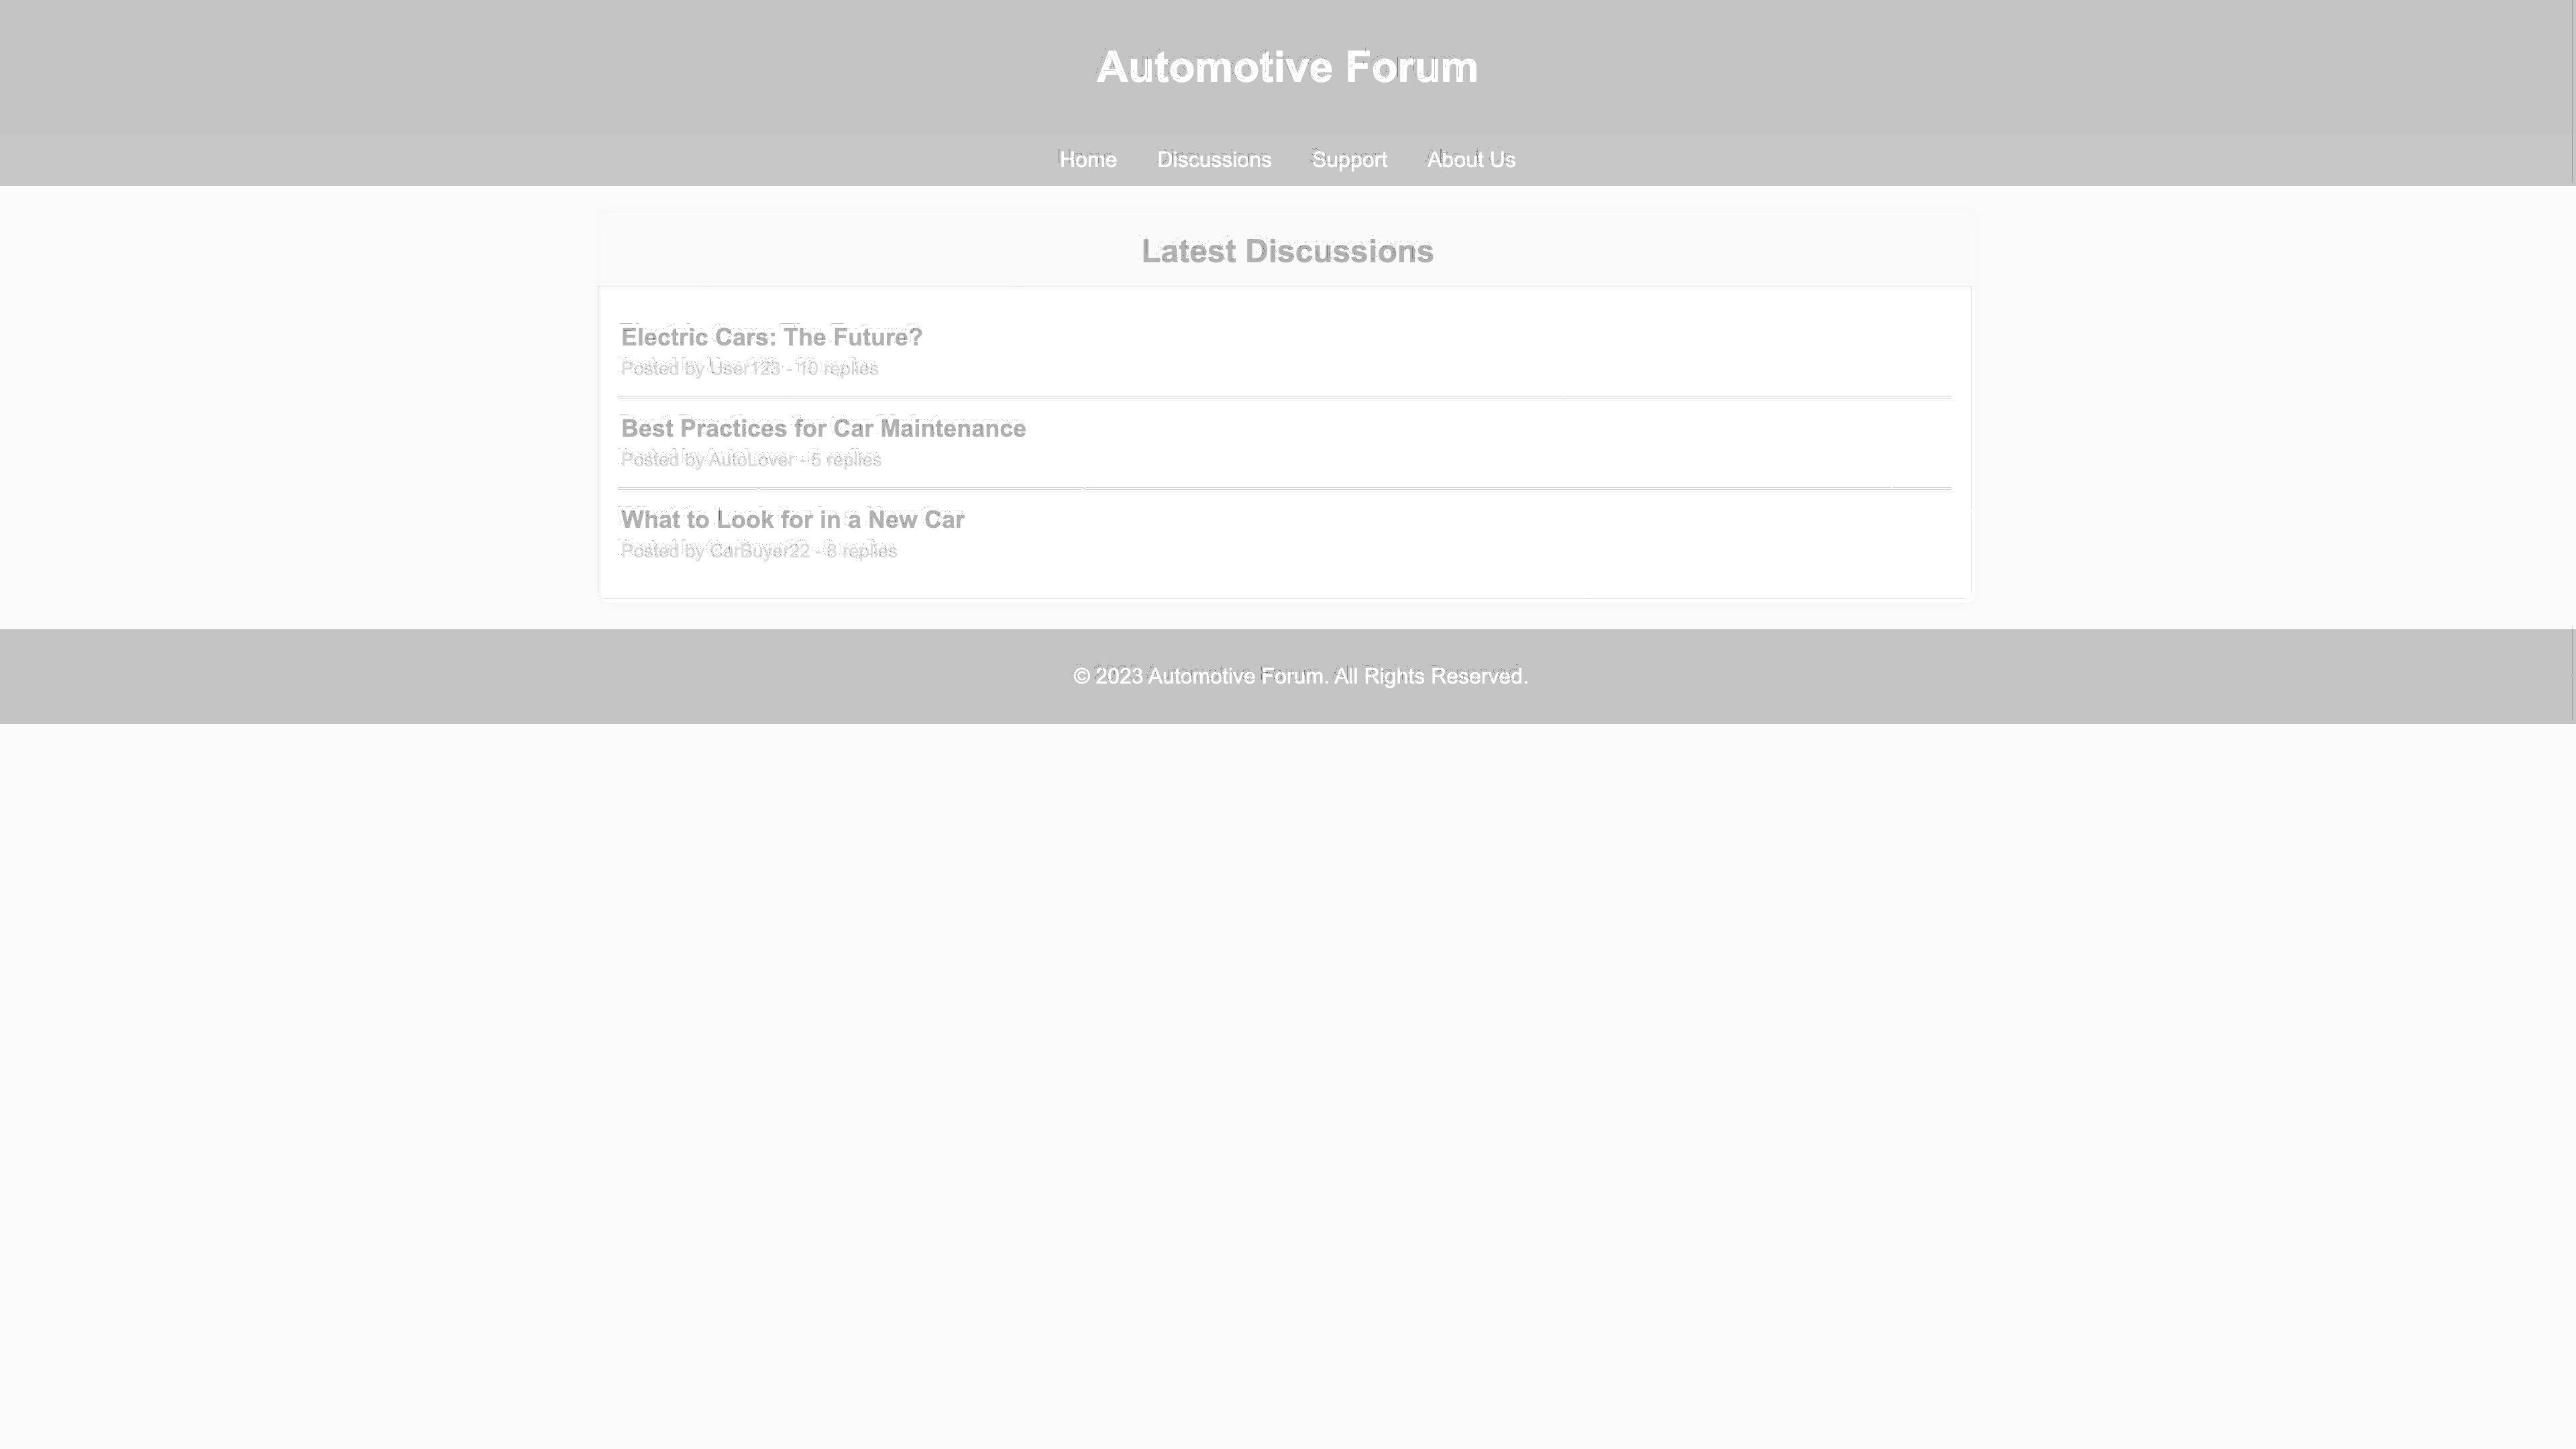 Automotive Forum
Home Discussions Support About Us
Latest Discussions
Electric Cars: The Future?
Posted by User123 - 10 replies
Best Practices for Car Maintenance
Posted by AutoLover - 5 replies
What to Look for in a New Car
Posted by CarBuyer22 - 8 replies
© 2023 Automotive Forum. All Rights Reserved.